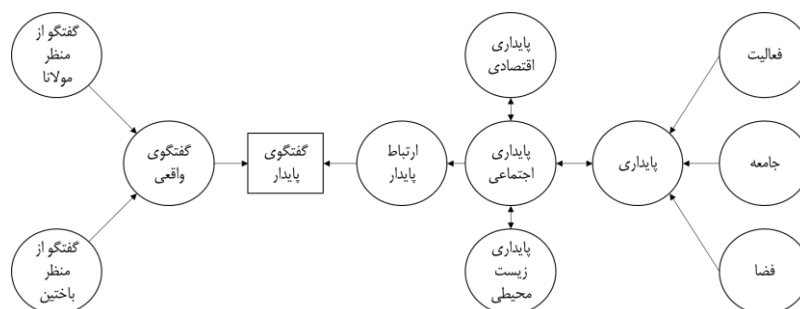 فعالیت
جامعه
فضا
پایداری
پایداری
اقتصادی
پایداری
اجتماعی
پایداری
زیست
محیطی
ارتباط
پایدار
گفتگوی
پایدار
گفتگوی
واقعی
گفتگو از
منظر
مولانا
گفتگو از
منظر
باختین